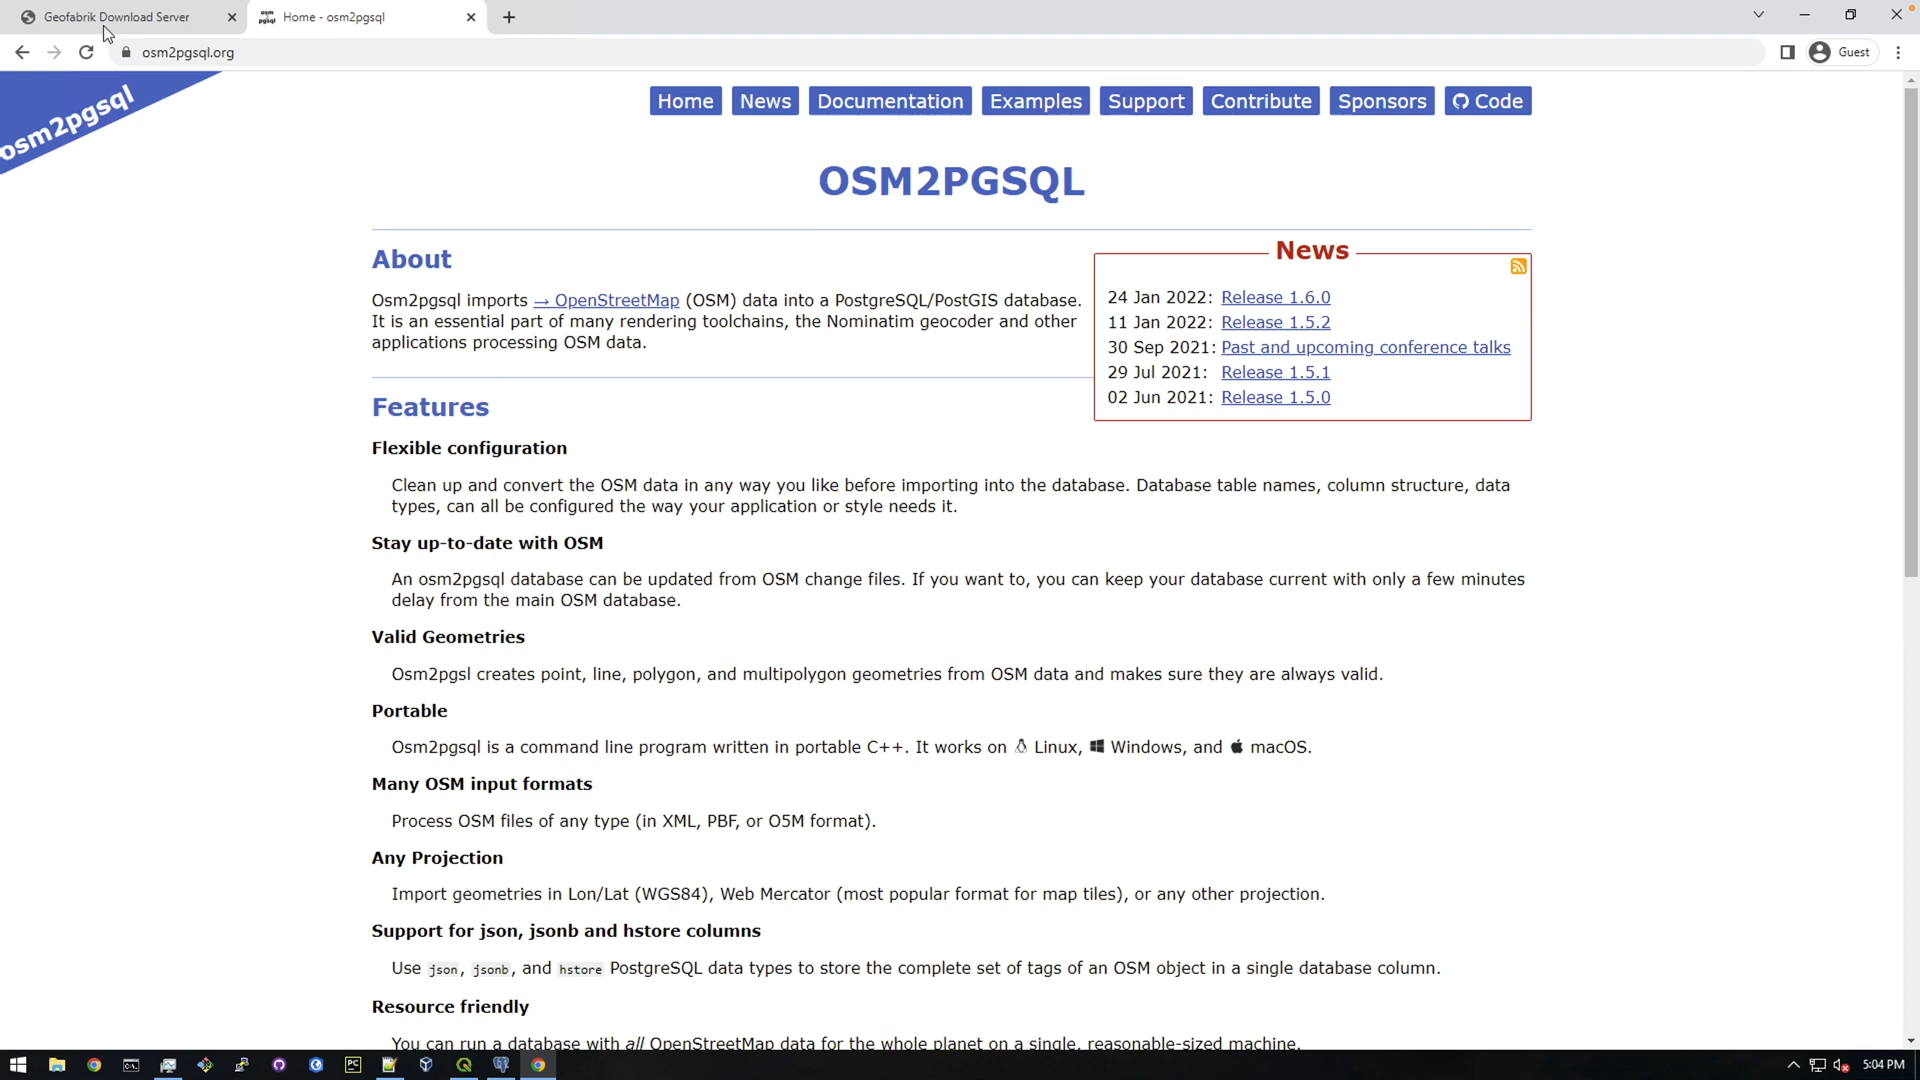 Geofabrik Download Server
Home - osm2pgsql
osm2pgsql.org
Guest
osm2pgsql
Home
News
Documentation
Examples
Support
Contribute
Sponsors
Code
OSM2PGSQL
About
Osm2pgsql imports → OpenStreetMap (OSM) data into a PostgreSQL/PostGIS database.
It is an essential part of many rendering toolchains, the Nominatim geocoder and other
applications processing OSM data.
News
24 Jan 2022: Release 1.6.0
11 Jan 2022: Release 1.5.2
30 Sep 2021: Past and upcoming conference talks
29 Jul 2021: Release 1.5.1
02 Jun 2021: Release 1.5.0
Features
Flexible configuration
Clean up and convert the OSM data in any way you like before importing into the database. Database table names, column structure, data
types, can all be configured the way your application or style needs it.
Stay up-to-date with OSM
An osm2pgsql database can be updated from OSM change files. If you want to, you can keep your database current with only a few minutes
delay from the main OSM database.
Valid Geometries
Osm2pgsl creates point, line, polygon, and multipolygon geometries from OSM data and makes sure they are always valid.
Portable
Osm2pgsql is a command line program written in portable C++. It works on Linux, Windows, and macOS.
Many OSM input formats
Process OSM files of any type (in XML, PBF, or O5M format).
Any Projection
Import geometries in Lon/Lat (WGS84), Web Mercator (most popular format for map tiles), or any other projection.
Support for json, jsonb and hstore columns
Use json, jsonb, and hstore PostgreSQL data types to store the complete set of tags of an OSM object in a single database column.
Resource friendly
You can run a database with all OpenStreetMap data for the whole planet on a single, reasonable-sized machine.
PC
5:04 PM